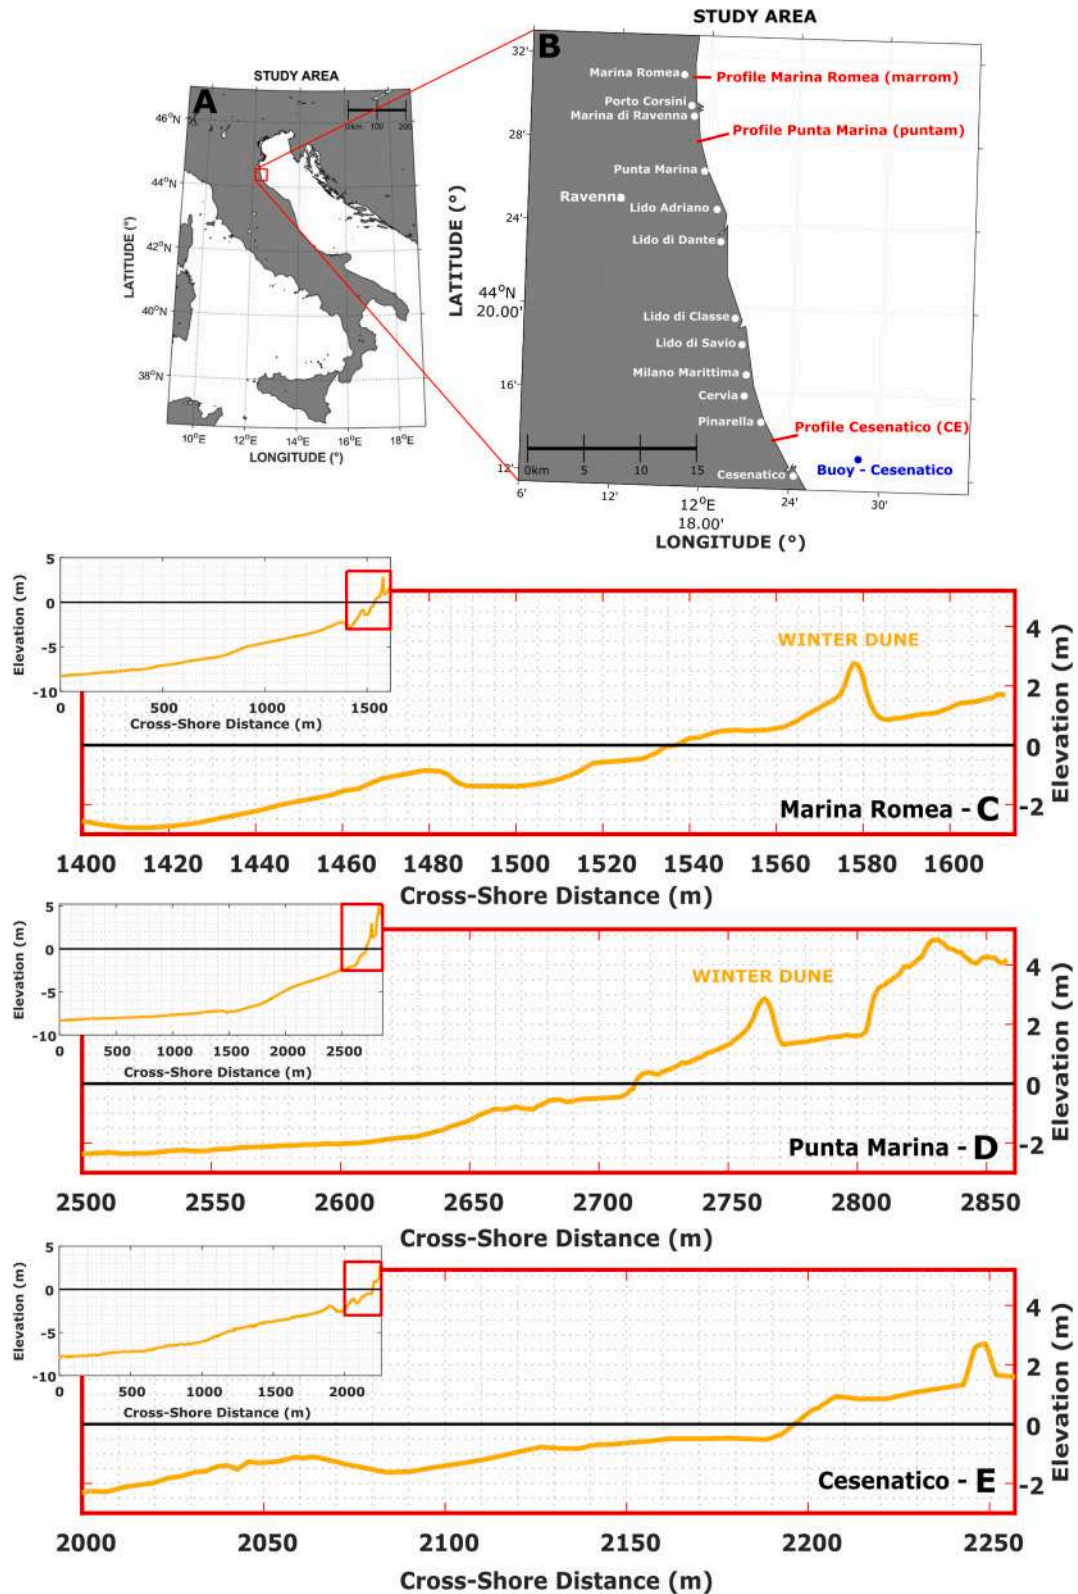 STUDY AREA
B
32'
Marina Romea
Profile Marina Romea (marrom)
Porto Corsini
Marina di Ravenna
Profile Punta Marina (puntam)
28'
Punta Marina
Ravenna
Lido Adriano
24'
Lido di Dante
LATITUDE (°)
44°N
20.00'
Lido di Classe
Lido di Savio
Milano Marittima
16'
Cervia
Pinarella
Profile Cesenatico (CE)
0km 5 10 15
Buoy - Cesenatico
12'
Cesenatico
6' 12' 12°E 24' 30'
18.00'
LONGITUDE (°)
STUDY AREA
A
0km 100 200
46°N
44°N
42°N
40°N
38°N
LATITUDE (°)
10°E 12°E 14°E 16°E 18°E
LONGITUDE (°)
5
0
-5
-10
Elevation (m)
0 500 1000 1500
Cross-Shore Distance (m)
WINTER DUNE
4
2
0
-2
Elevation (m)
Marina Romea - C
1400 1420 1440 1460 1480 1500 1520 1540 1560 1580 1600
Cross-Shore Distance (m)
5
0
-5
-10
Elevation (m)
0 500 1000 1500 2000 2500
Cross-Shore Distance (m)
WINTER DUNE
4
2
0
-2
Elevation (m)
Punta Marina - D
2500 2550 2600 2650 2700 2750 2800 2850
Cross-Shore Distance (m)
5
0
-5
-10
Elevation (m)
0 500 1000 1500 2000
Cross-Shore Distance (m)
4
2
0
-2
Elevation (m)
Cesenatico - E
2000 2050 2100 2150 2200 2250
Cross-Shore Distance (m)